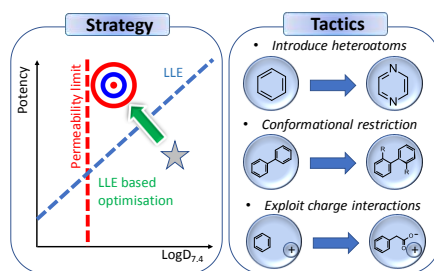 Strategy
Potency
Permeability limit
LLE
LLE based
optimisation
LogD7.4
Tactics
• Introduce heteroatoms
N
N
• Conformational restriction
R
R
• Exploit charge interactions
+
O-
O
+